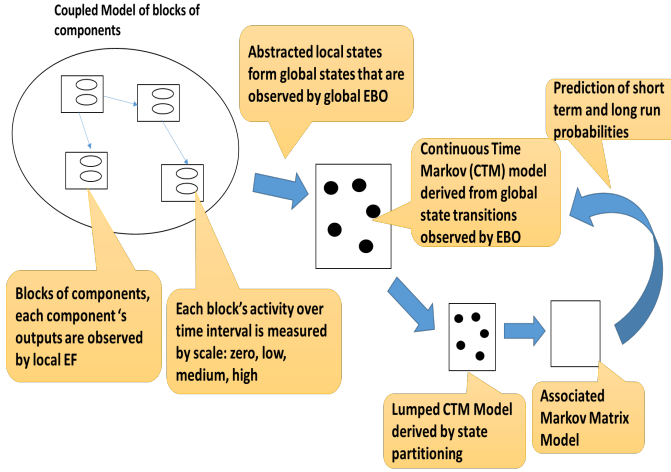 Coupled Model of blocks of
components
Abstracted local states
form global states that are
observed by global EBO
Prediction of short
term and long run
probabilities
Continuous Time
Markov (CTM) model
derived from global
state transitions
observed by EBO
Blocks of components,
each component‘s
outputs are observed
by local EF
Each block’s activity over
time interval is measured
by scale: zero, low,
medium, high
Lumped CTM Model
derived by state
partitioning
Associated
Markov Matrix
Model